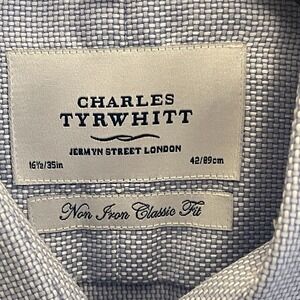 CHARLES
TYRWHITT
JERMYN STREET LONDON
16½/35in 42/89cm
Non Iron Classic Fit